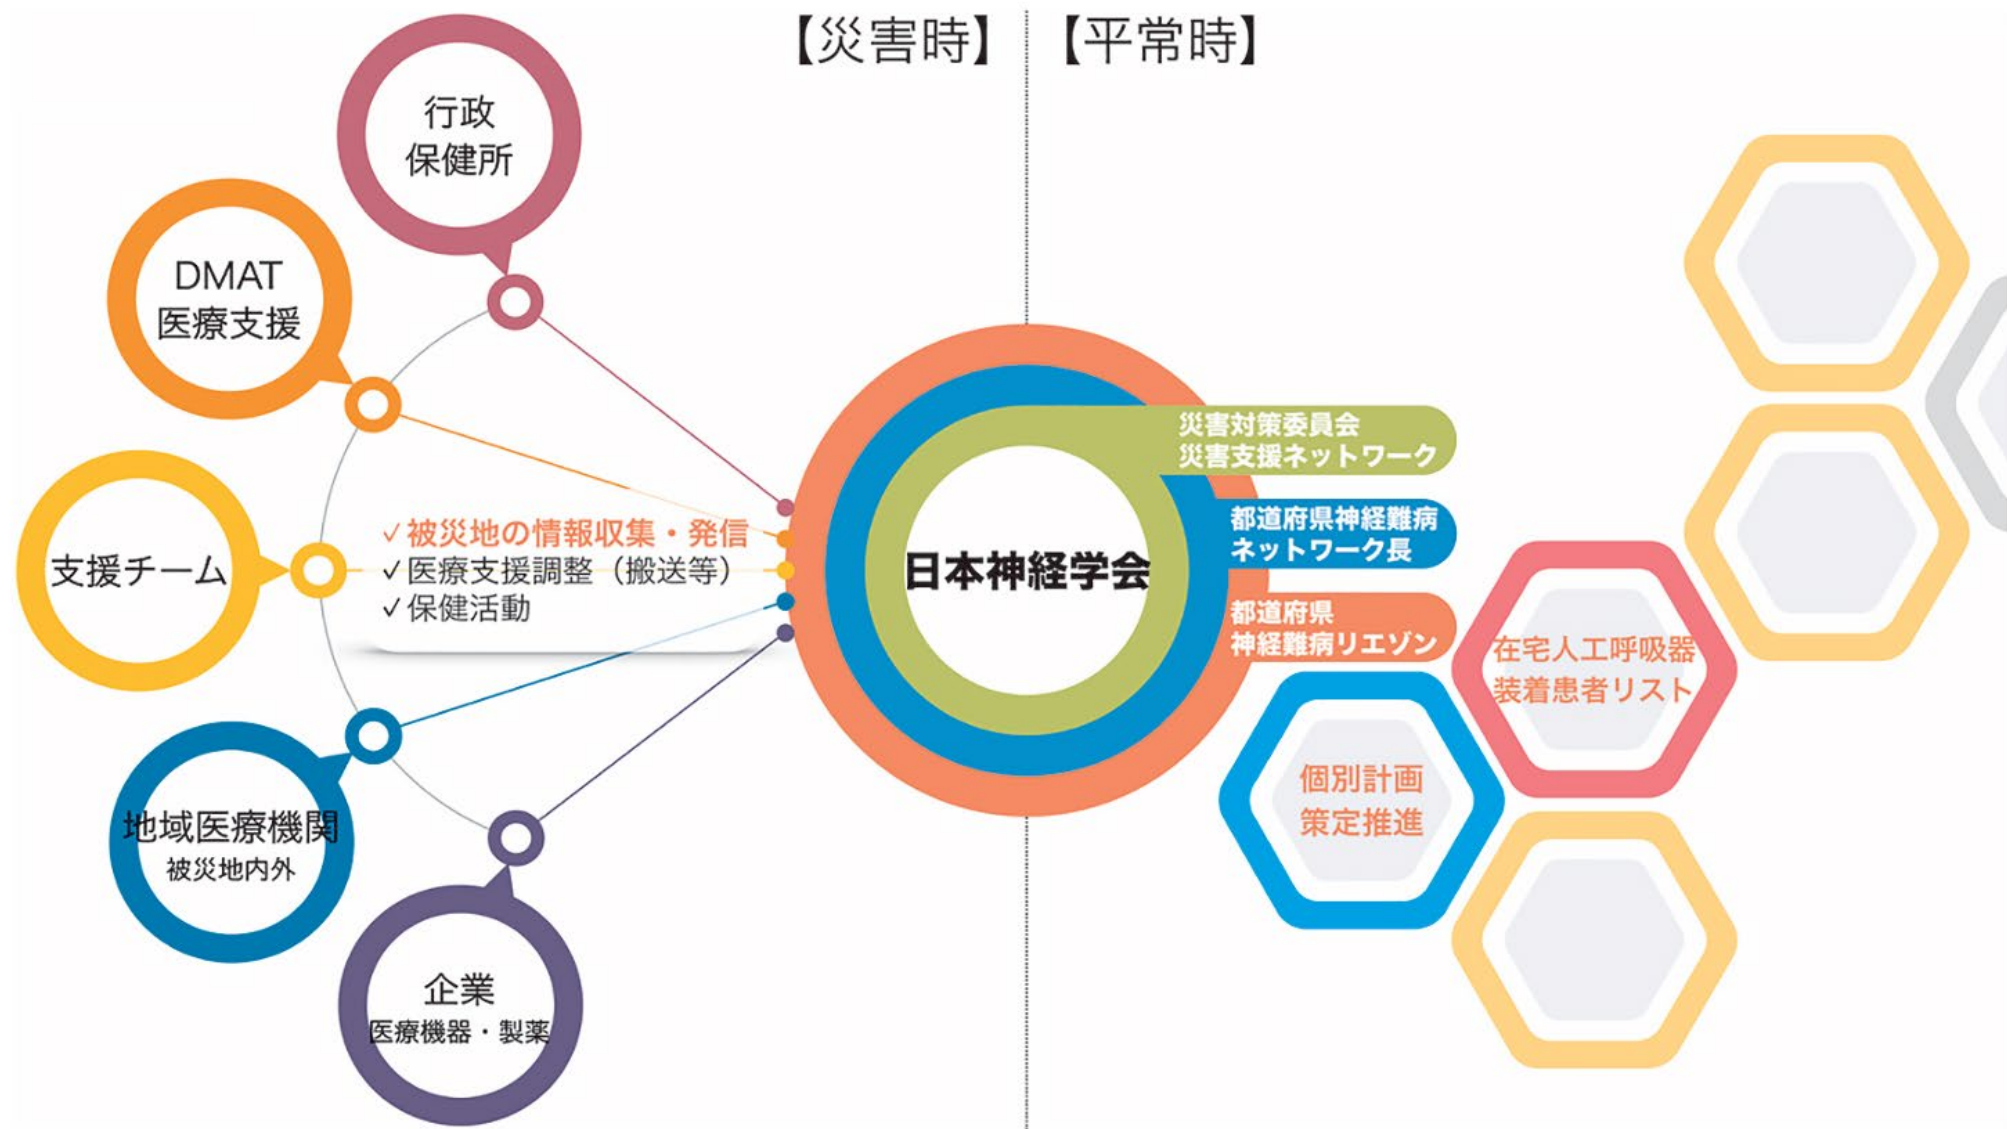 【災害時】
【平常時】
行政
保健所
DMAT
医療支援
支援チーム
地域医療機関
被災地内外
企業
医療機器・製薬
✓被災地の情報収集・発信
✓医療支援調整（搬送等）
✓保健活動
日本神経学会
災害対策委員会
災害支援ネットワーク
都道府県神経難病
ネットワーク長
都道府県
神経難病リエゾン
在宅人工呼吸器
装着患者リスト
個別計画
策定推進